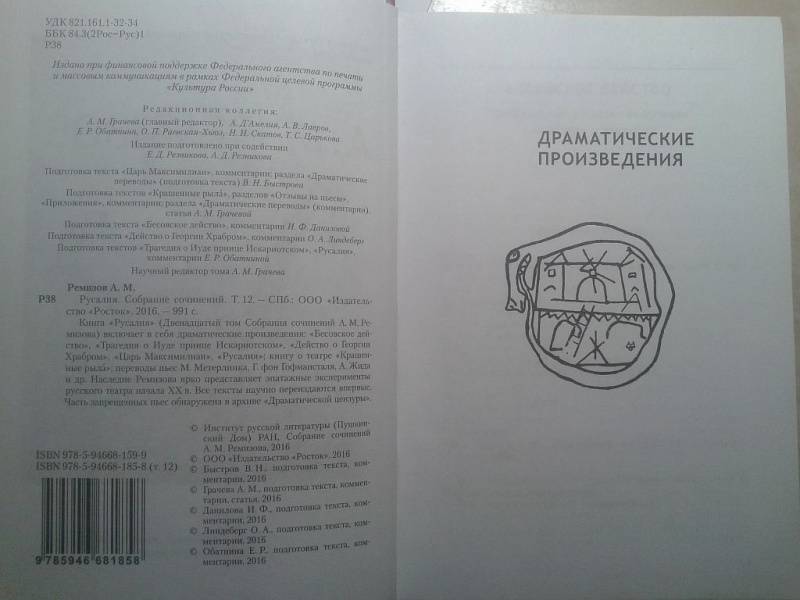 УДК 821.161.1-32-34
ББК 84.3(2Рос=Рус)1
Р38
Издано при финансовой поддержке Федерального агентства по печати
и массовым коммуникациям в рамках Федеральной целевой программы
«Культура России»
Редакционная коллегия:
А. М. Грачева (главный редактор), А. Д'Амелия, А. В. Лавров,
Е. Р. Обатнина, О. П. Раевская-Хьюз, Н. Н. Скатов, Т. С. Царькова
Издание подготовлено при содействии
Е. Д. Резникова, А. Д. Резникова
Подготовка текста «Царь Максимилиан», комментарии; раздела «Драматические
переводы» (подготовка текста) В. Н. Быстрова
Подготовка текстов «Крашенные рыла́», разделов «Отзывы на пьесы»,
«Приложения», комментарии; раздела «Драматические переводы» (комментарии),
статья А. М. Грачевой
Подготовка текста «Бесовское действо», комментарии И. Ф. Даниловой
Подготовка текста «Действо о Георгии Храбром», комментарии О. А. Линдеберг
Подготовка текстов «Трагедия о Иуде принце Искариотском», «Русалия»,
комментарии Е. Р. Обатниной
Научный редактор тома А. М. Грачева
Ремизов А. М.
Р38 Русалия. Собрание сочинений. Т. 12. — СПб.: ООО «Издатель-
ство «Росток». 2016. — 991 с.
Книга «Русалия» (Двенадцатый том Собрания сочинений А. М. Ре-
мизова) включает в себя драматические произведения: «Бесовское дей-
ство», «Трагедия о Иуде принце Искариотском», «Действо о Георгии
Храбром», «Царь Максимилиан», «Русалия»; книгу о театре «Крашен-
ные рыла́»; переводы пьес М. Метерлинка, Г. фон Гофмансталя, А. Жида
и др. Наследие Ремизова ярко представляет эпатажные эксперименты
русского театра начала XX в. Все тексты научно переиздаются впервые.
Часть запрещенных пьес обнаружена в архиве «Драматической цензуры».
© Институт русской литературы (Пушкин-
ский Дом) РАН, Собрание сочинений
А. М. Ремизова, 2016
ISBN 978-5-94668-159-9
© ООО «Издательство «Росток». 2016
ISBN 978-5-94668-185-8 (т. 12)
© Быстров В. Н., подготовка текста, ком-
ментарии, 2016
© Грачева А. М., подготовка текста, коммен-
тарии, статья, 2016
© Данилова И. Ф., подготовка текста, ком-
ментарии, 2016
© Линдеберг О. А., подготовка текста, ком-
ментарии, 2016
© Обатнина Е. Р., подготовка текста, ком-
ментарии, 2016
9 785946 681858
ДРАМАТИЧЕСКИЕ
ПРОИЗВЕДЕНИЯ